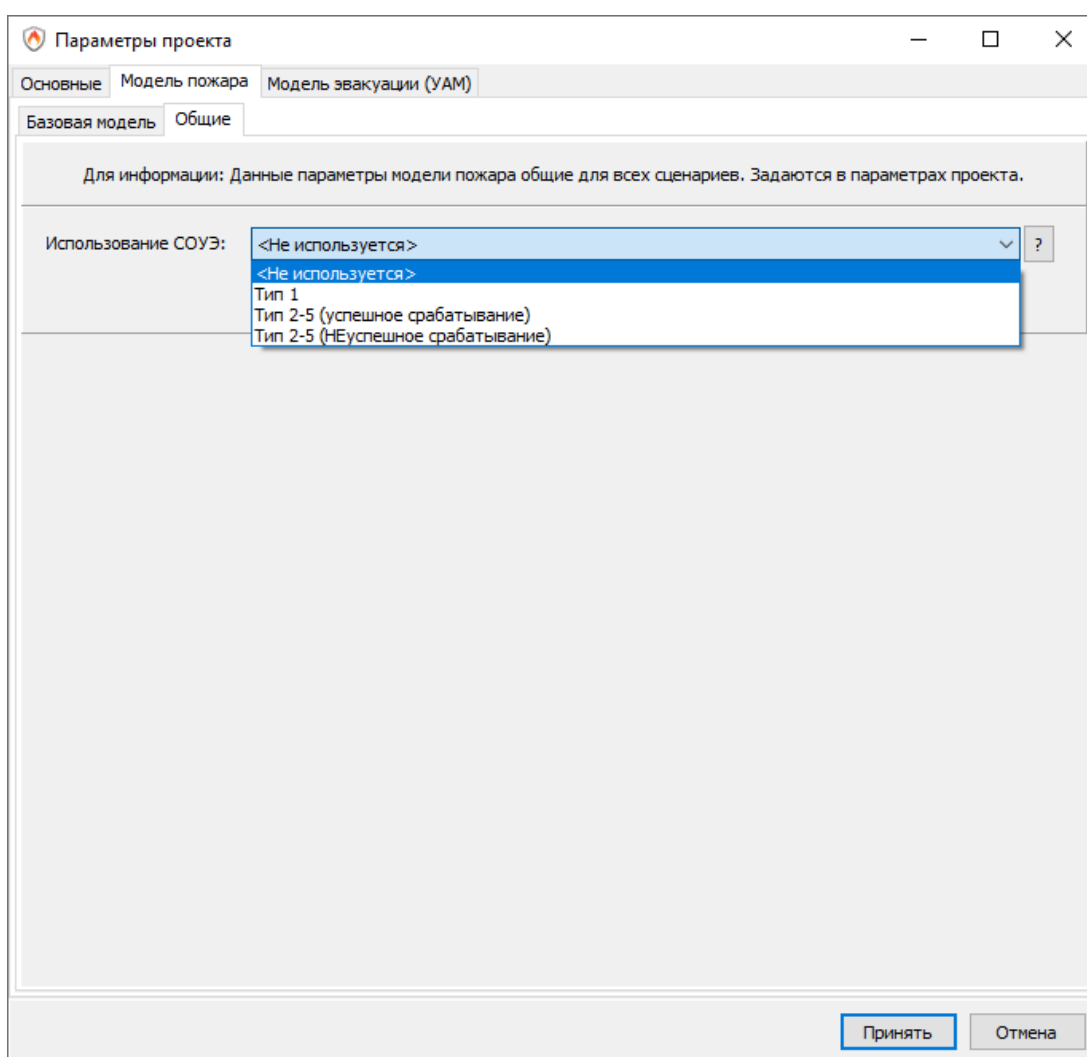 Параметры проекта
Основные Модель пожара Модель эвакуации (УАМ)
Базовая модель Общие
Для информации: Данные параметры модели пожара общие для всех сценариев. Задаются в параметрах проекта.
Использование СОУЭ: <Не используется> ?
<Не используется>
Тип 1
Тип 2-5 (успешное срабатывание)
Тип 2-5 (НЕуспешное срабатывание)
Принять Отмена